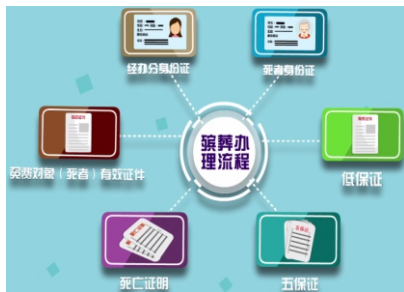 经办分身份证
死者身份证
殡葬办
理流程
免费对象（死者）有效证件
低保证
死亡证明
五保证